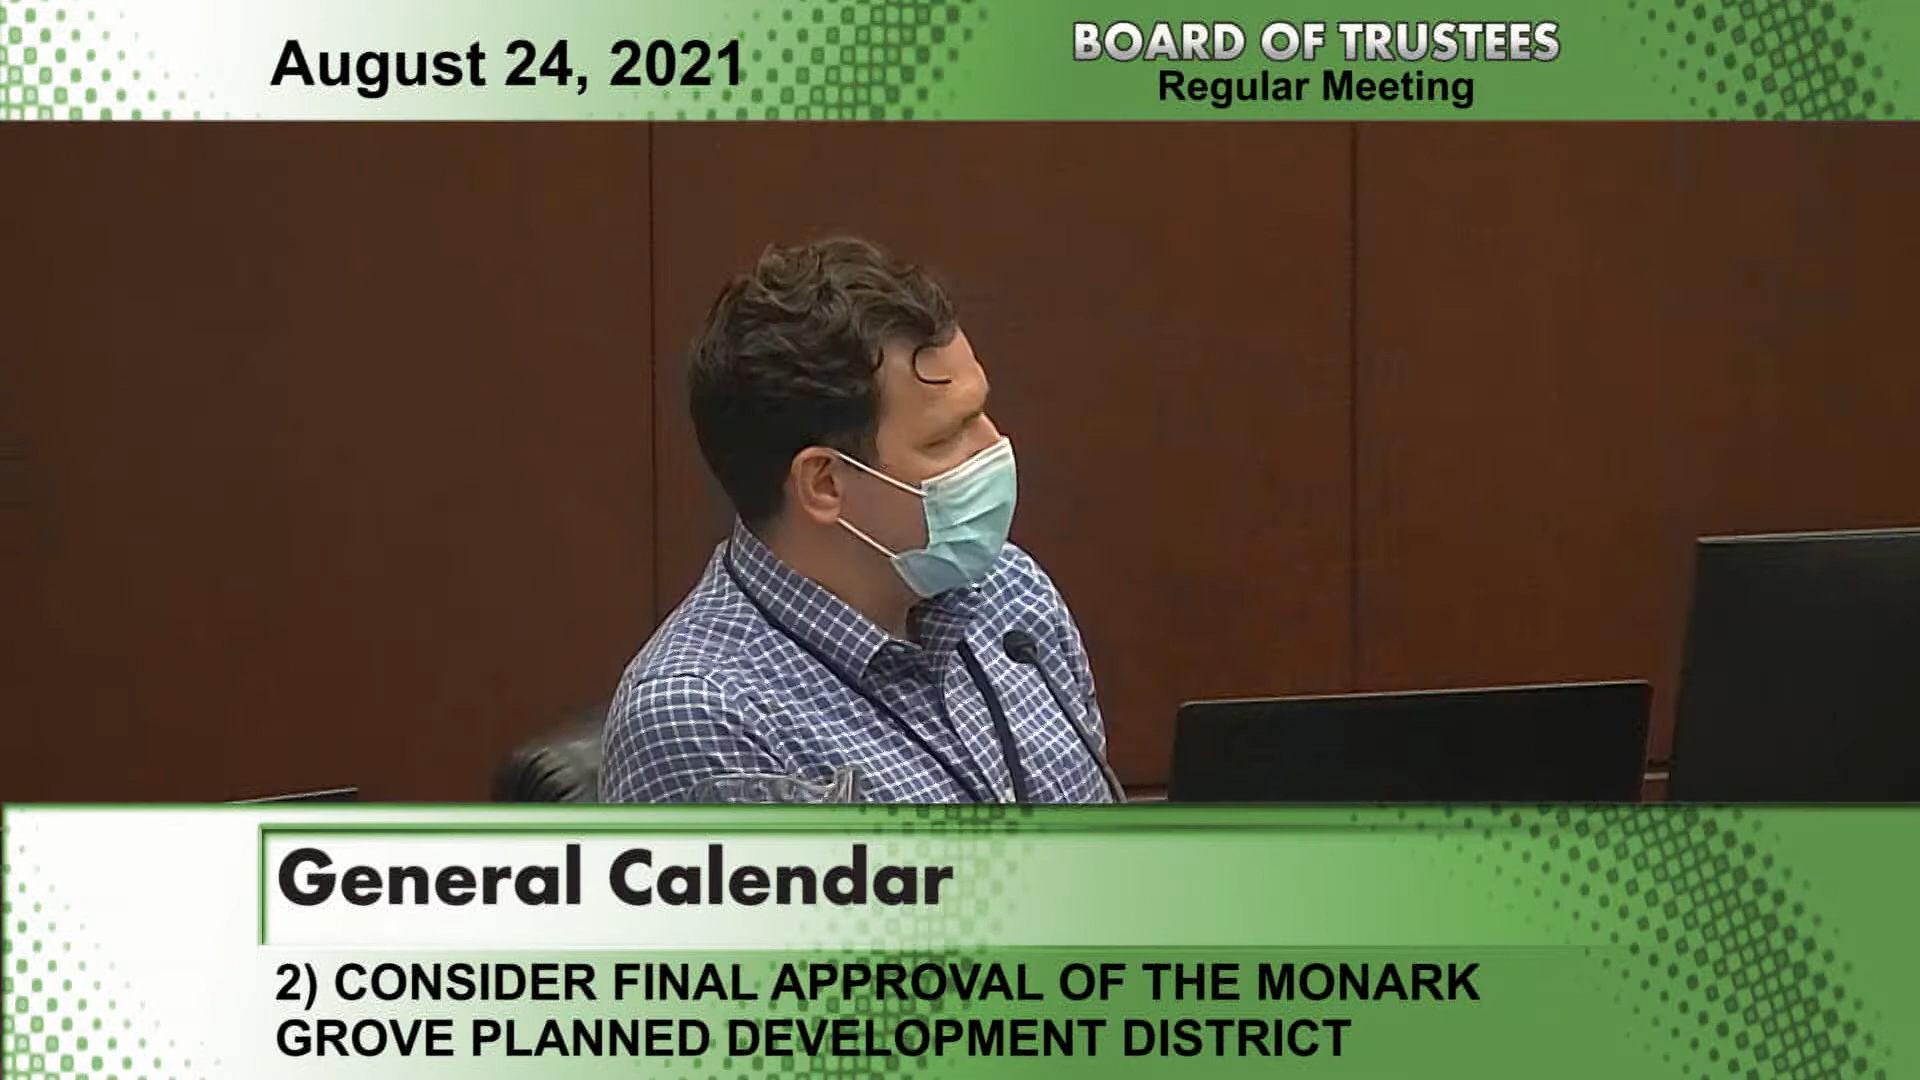 August 24, 2021
BOARD OF TRUSTEES
Regular Meeting
General Calendar
2) CONSIDER FINAL APPROVAL OF THE MONARK
GROVE PLANNED DEVELOPMENT DISTRICT